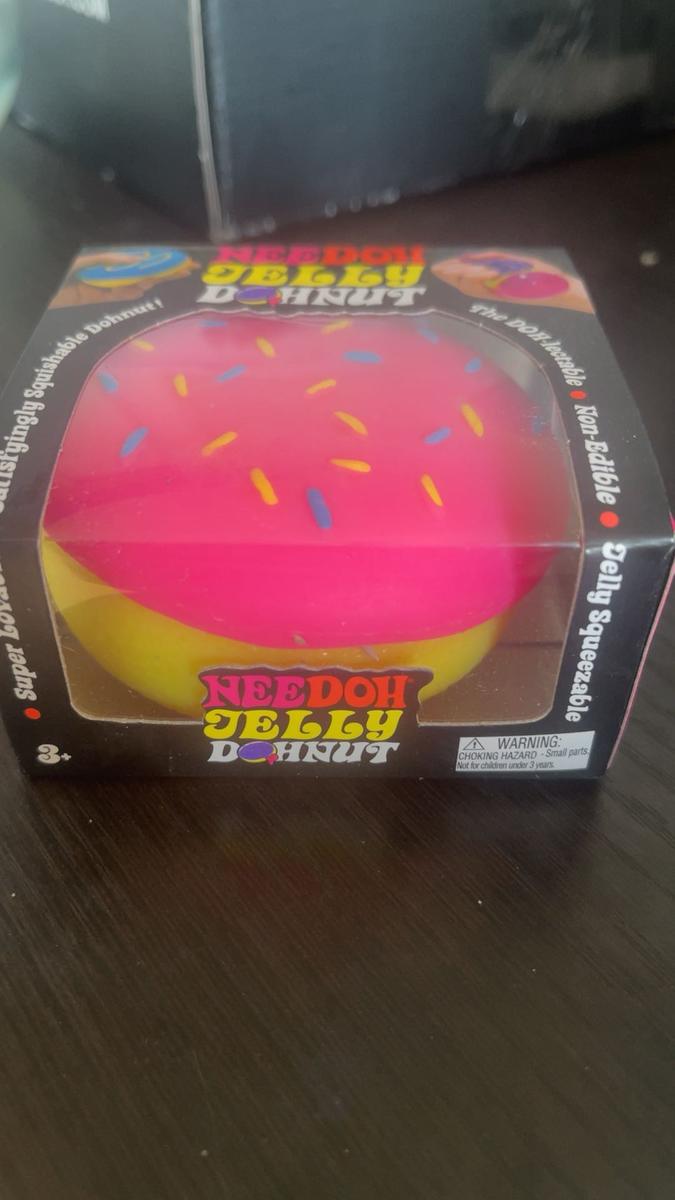 NEEDOH
JELLY
DOHNUT
Satisfyingly Squishable Dohnut!
Super
The DOH-lectable • Non-Edible • Jelly Squeezable
NEEDOH
JELLY
DOHNUT
3+
WARNING:
CHOKING HAZARD - Small parts.
Not for children under 3 years.